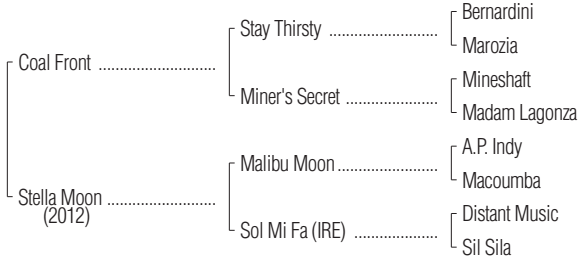 Bernardini
Stay Thirsty ..........................
Marozia
Coal Front ............................
Mineshaft
Miner's Secret ......................
Madam Lagonza
A.P. Indy
Malibu Moon ........................
Macoumba
Stella Moon ..........................
(2012)
Distant Music
Sol Mi Fa (IRE) ....................
Sil Sila